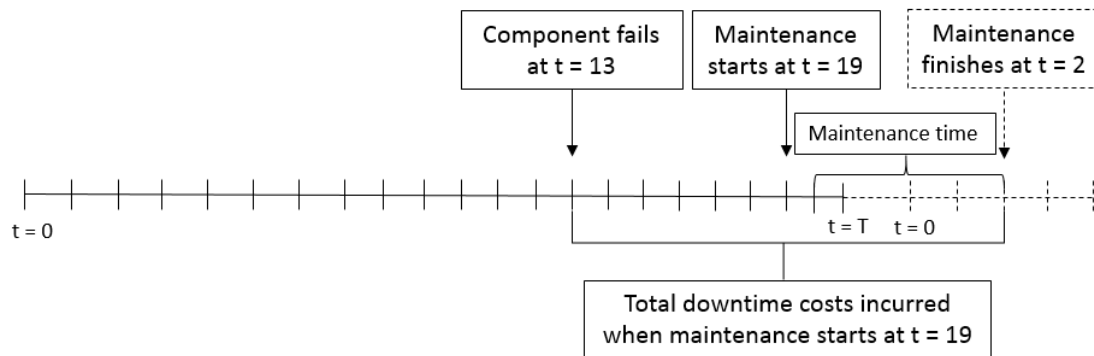 Component fails
at t = 13
Maintenance
starts at t = 19
Maintenance
finishes at t = 2
Maintenance time
t = 0
t = T
t = 0
Total downtime costs incurred
when maintenance starts at t = 19